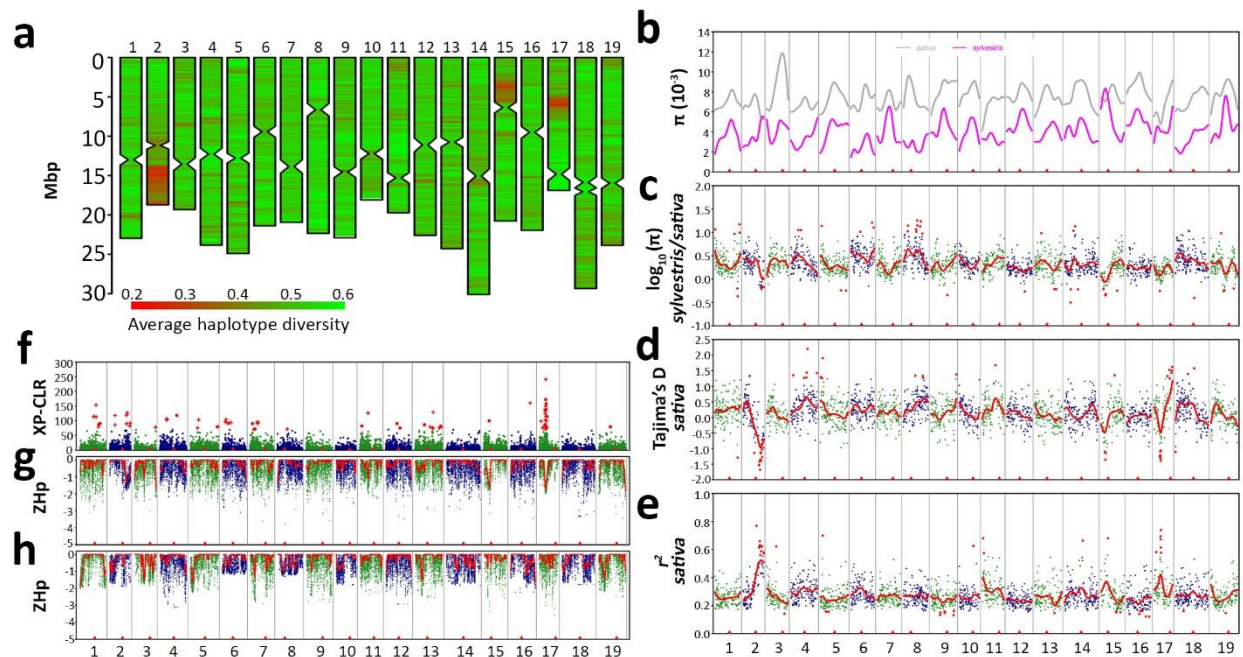 a
1 2 3 4 5 6 7 8 9 10 11 12 13 14 15 16 17 18 19
0
5
10
15
20
25
30
Mbp
0.2 0.3 0.4 0.5 0.6
Average haplotype diversity
f
XP-CLR
300
250
200
150
100
50
0
g
ZHp
0
-1
-2
-3
-4
-5
h
ZHp
0
-1
-2
-3
-4
-5
1 2 3 4 5 6 7 8 9 10 11 12 13 14 15 16 17 18 19
b
π (10⁻³)
14
12
10
8
6
4
2
0
sativa sylvestris
c
log₁₀ (π)
sylvestris/sativa
2.0
1.5
1.0
0.5
0.0
-0.5
-1.0
d
Tajima's D
sativa
2.5
2.0
1.5
1.0
0.5
0.0
-0.5
-1.0
-1.5
-2.0
e
r²
sativa
1.0
0.8
0.6
0.4
0.2
0.0
1 2 3 4 5 6 7 8 9 10 11 12 13 14 15 16 17 18 19